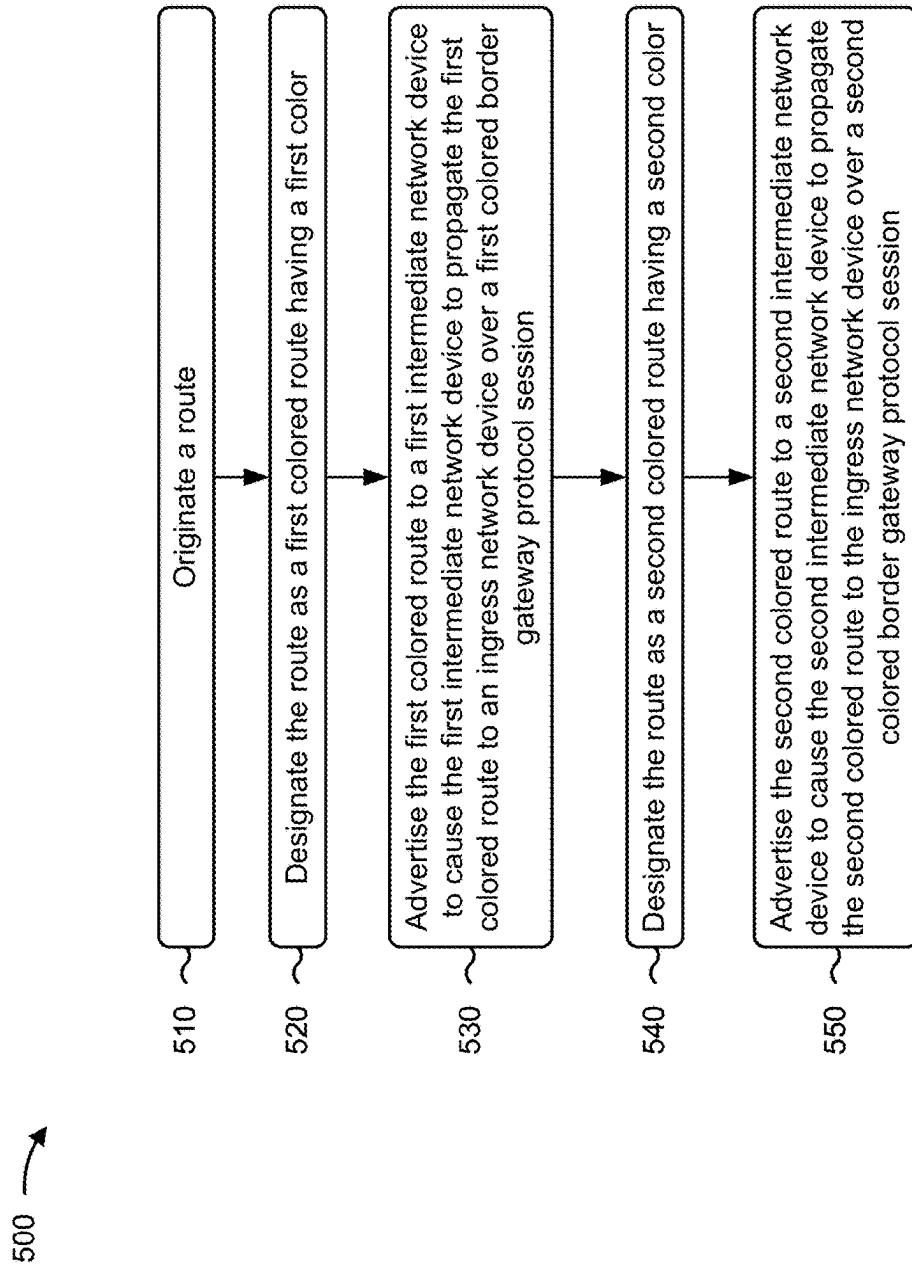 500
510
Originate a route
520
Designate the route as a first colored route having a first color
530
Advertise the first colored route to a first intermediate network device
to cause the first intermediate network device to propagate the first
colored route to an ingress network device over a first colored border
gateway protocol session
540
Designate the route as a second colored route having a second color
550
Advertise the second colored route to a second intermediate network
device to cause the second intermediate network device to propagate
the second colored route to the ingress network device over a second
colored border gateway protocol session